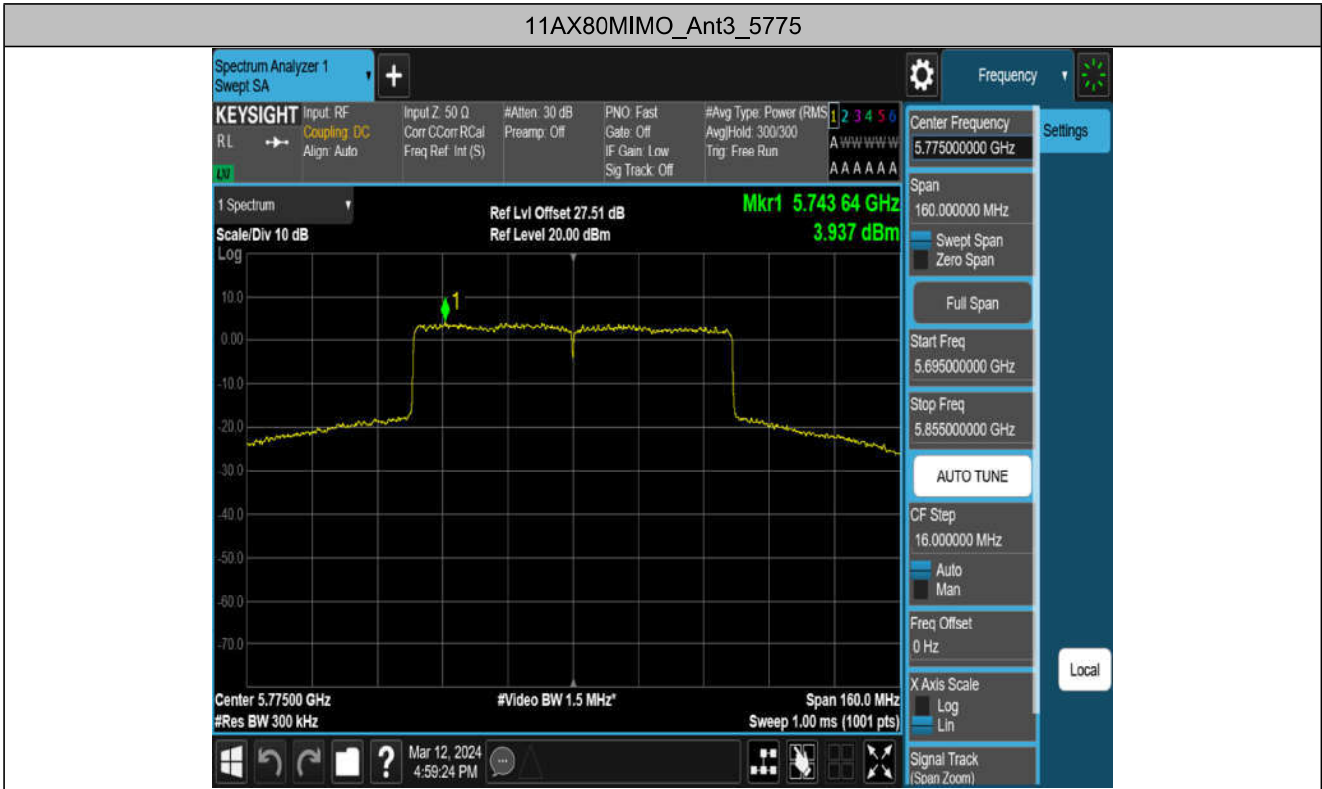 11AX80MIMO_Ant3_5775
Spectrum Analyzer 1
Swept SA
+
Frequency
KEYSIGHT
RL
LXI
Input: RF
Coupling: DC
Align: Auto
Input Z: 50 Ω
Corr CCorr RCal
Freq Ref: Int (S)
#Atten: 30 dB
Preamp: Off
PNO: Fast
Gate: Off
IF Gain: Low
Sig Track: Off
#Avg Type: Power (RMS
Avg|Hold: 300/300
Trig: Free Run
1 2 3 4 5 6
A W W W W W
A A A A A A
1 Spectrum
Scale/Div 10 dB
Log
Ref Lvl Offset 27.51 dB
Ref Level 20.00 dBm
Mkr1 5.743 64 GHz
3.937 dBm
1
10.0
0.00
-10.0
-20.0
-30.0
-40.0
-50.0
-60.0
-70.0
Center 5.77500 GHz
#Res BW 300 kHz
#Video BW 1.5 MHz*
Span 160.0 MHz
Sweep 1.00 ms (1001 pts)
?
Mar 12, 2024
4:59:24 PM
Center Frequency
5.775000000 GHz
Settings
Span
160.000000 MHz
Swept Span
Zero Span
Full Span
Start Freq
5.695000000 GHz
Stop Freq
5.855000000 GHz
AUTO TUNE
CF Step
16.000000 MHz
Auto
Man
Freq Offset
0 Hz
X Axis Scale
Log
Lin
Local
Signal Track
(Span Zoom)